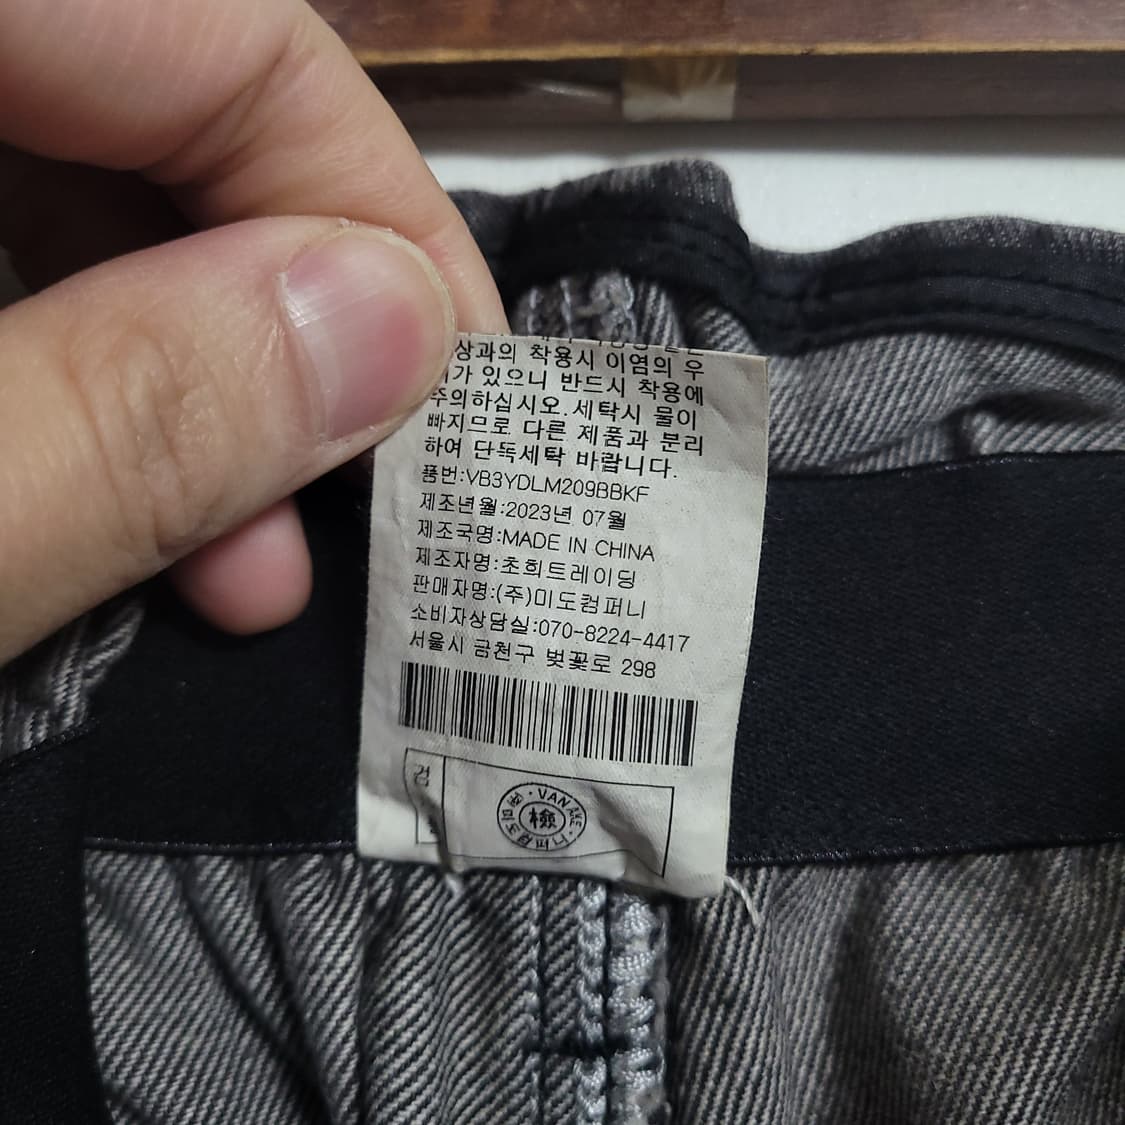 상과의 착용시 이염의 우
가 있으니 반드시 착용에
주의하십시오.세탁시 물이
빠지므로 다른 제품과 분리
하여 단독세탁 바랍니다.
품번:VB3YDLM209BBKF
제조년월:2023년 07월
제조국명:MADE IN CHINA
제조자명:초희트레이딩
판매자명:(주)미도컴퍼니
소비자상담실:070-8224-4417
서울시 금천구 벚꽃로 298
검
VAN AKE
㈜미도컴퍼니
檢